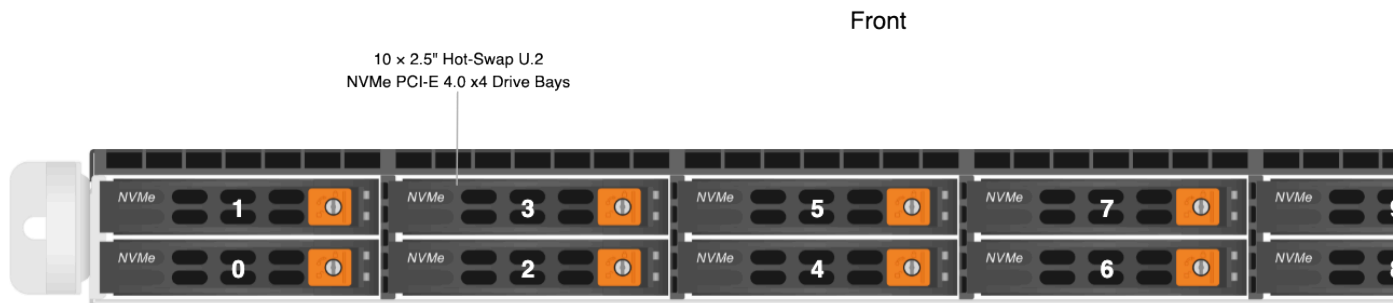 Front
10 × 2.5" Hot-Swap U.2
NVMe PCI-E 4.0 x4 Drive Bays
NVMe 1 NVMe 3 NVMe 5 NVMe 7 NVMe
NVMe 0 NVMe 2 NVMe 4 NVMe 6 NVMe